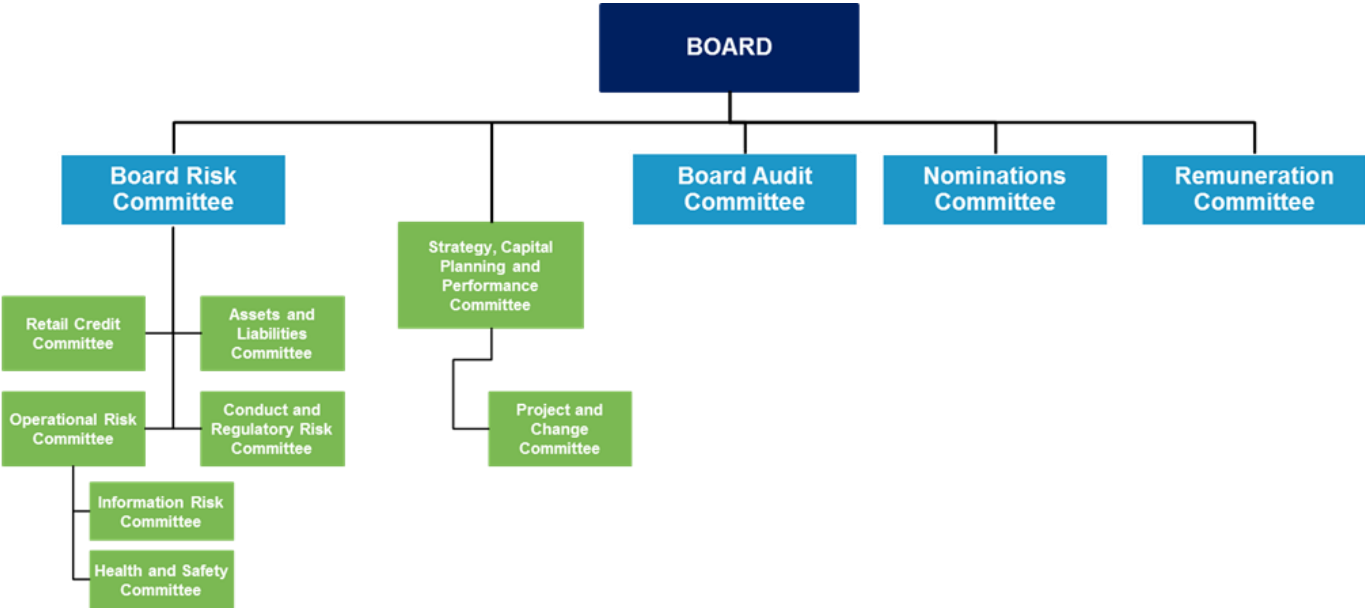 BOARD
Board Risk
Committee
Board Audit
Committee
Nominations
Committee
Remuneration
Committee
Strategy, Capital
Planning and
Performance
Committee
Retail Credit
Committee
Assets and
Liabilities
Committee
Operational Risk
Committee
Conduct and
Regulatory Risk
Committee
Project and
Change
Committee
Information Risk
Committee
Health and Safety
Committee